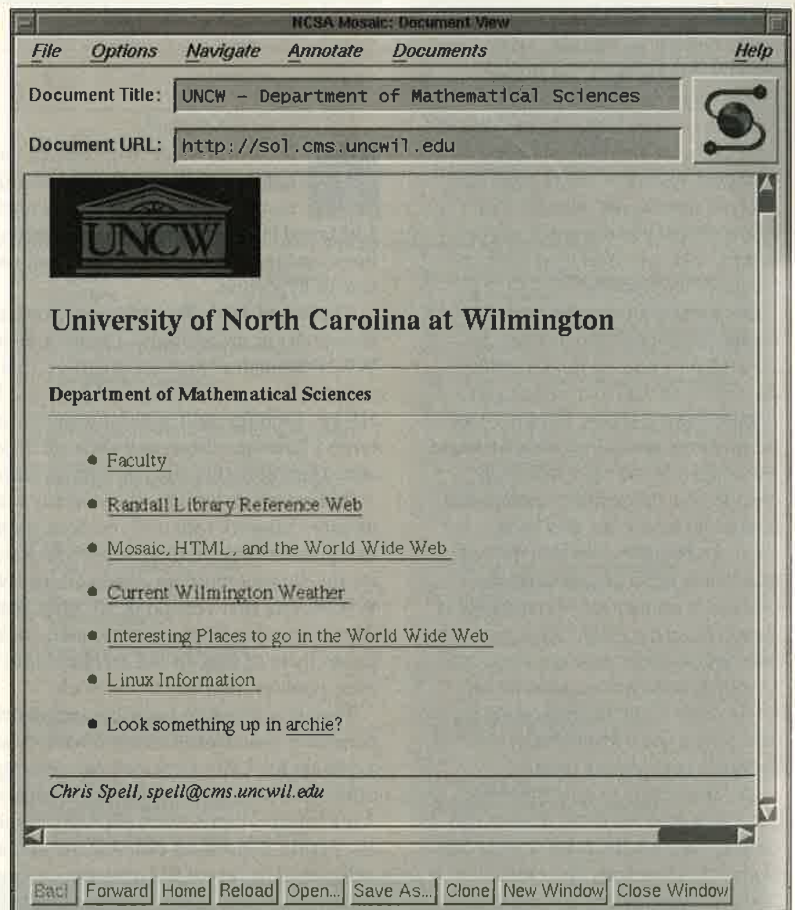 NCSA Mosaic: Document View
File Options Navigate Annotate Documents Help
Document Title: UNCW - Department of Mathematical Sciences
Document URL: http://sol.cms.uncwil.edu
UNCW
University of North Carolina at Wilmington
Department of Mathematical Sciences
Faculty
Randall Library Reference Web
Mosaic, HTML, and the World Wide Web
Current Wilmington Weather
Interesting Places to go in the World Wide Web
Linux Information
Look something up in archie?
Chris Spell, spell@cms.uncwil.edu
Back Forward Home Reload Open... Save As... Clone New Window Close Window